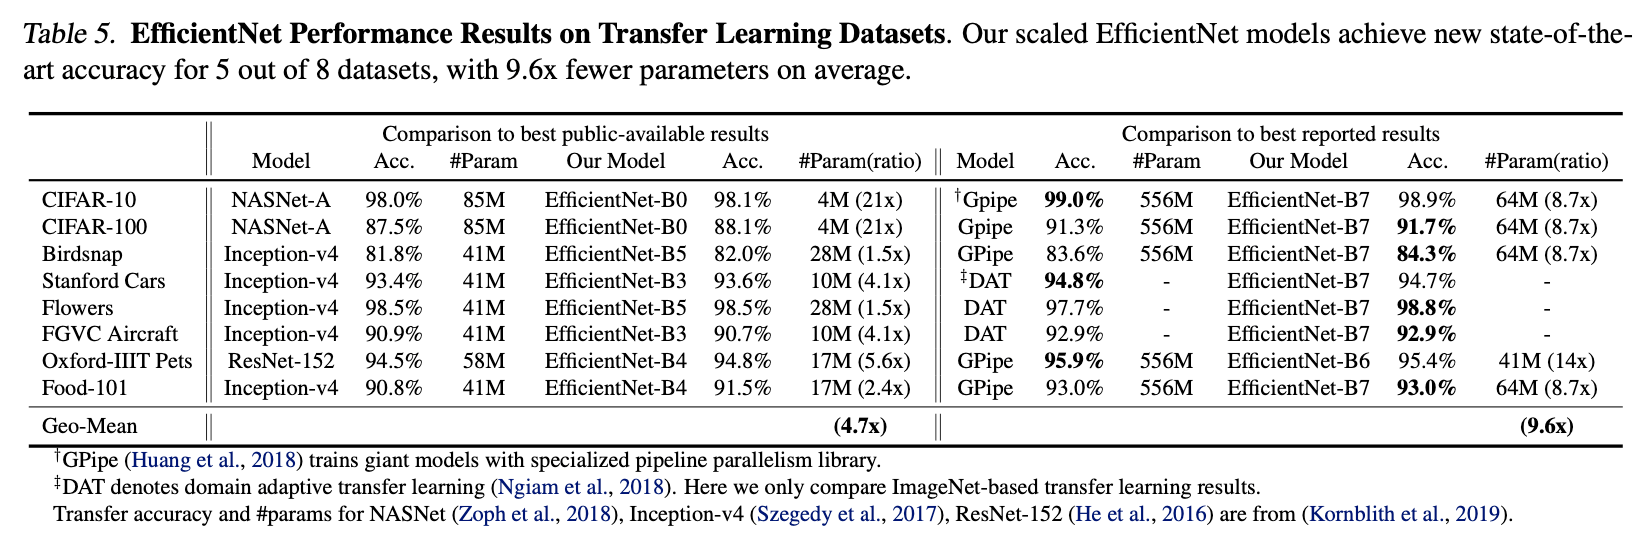 Table 5. EfficientNet Performance Results on Transfer Learning Datasets. Our scaled EfficientNet models achieve new state-of-the-
art accuracy for 5 out of 8 datasets, with 9.6x fewer parameters on average.
Comparison to best public-available results Comparison to best reported results
Model Acc. #Param Our Model Acc. #Param(ratio) Model Acc. #Param Our Model Acc. #Param(ratio)
CIFAR-10 NASNet-A 98.0% 85M EfficientNet-B0 98.1% 4M (21x) †Gpipe 99.0% 556M EfficientNet-B7 98.9% 64M (8.7x)
CIFAR-100 NASNet-A 87.5% 85M EfficientNet-B0 88.1% 4M (21x) Gpipe 91.3% 556M EfficientNet-B7 91.7% 64M (8.7x)
Birdsnap Inception-v4 81.8% 41M EfficientNet-B5 82.0% 28M (1.5x) GPipe 83.6% 556M EfficientNet-B7 84.3% 64M (8.7x)
Stanford Cars Inception-v4 93.4% 41M EfficientNet-B3 93.6% 10M (4.1x) ‡DAT 94.8% - EfficientNet-B7 94.7% -
Flowers Inception-v4 98.5% 41M EfficientNet-B5 98.5% 28M (1.5x) DAT 97.7% - EfficientNet-B7 98.8% -
FGVC Aircraft Inception-v4 90.9% 41M EfficientNet-B3 90.7% 10M (4.1x) DAT 92.9% - EfficientNet-B7 92.9% -
Oxford-IIIT Pets ResNet-152 94.5% 58M EfficientNet-B4 94.8% 17M (5.6x) GPipe 95.9% 556M EfficientNet-B6 95.4% 41M (14x)
Food-101 Inception-v4 90.8% 41M EfficientNet-B4 91.5% 17M (2.4x) GPipe 93.0% 556M EfficientNet-B7 93.0% 64M (8.7x)
Geo-Mean (4.7x) (9.6x)
†GPipe (Huang et al., 2018) trains giant models with specialized pipeline parallelism library.
‡DAT denotes domain adaptive transfer learning (Ngiam et al., 2018). Here we only compare ImageNet-based transfer learning results.
Transfer accuracy and #params for NASNet (Zoph et al., 2018), Inception-v4 (Szegedy et al., 2017), ResNet-152 (He et al., 2016) are from (Kornblith et al., 2019).